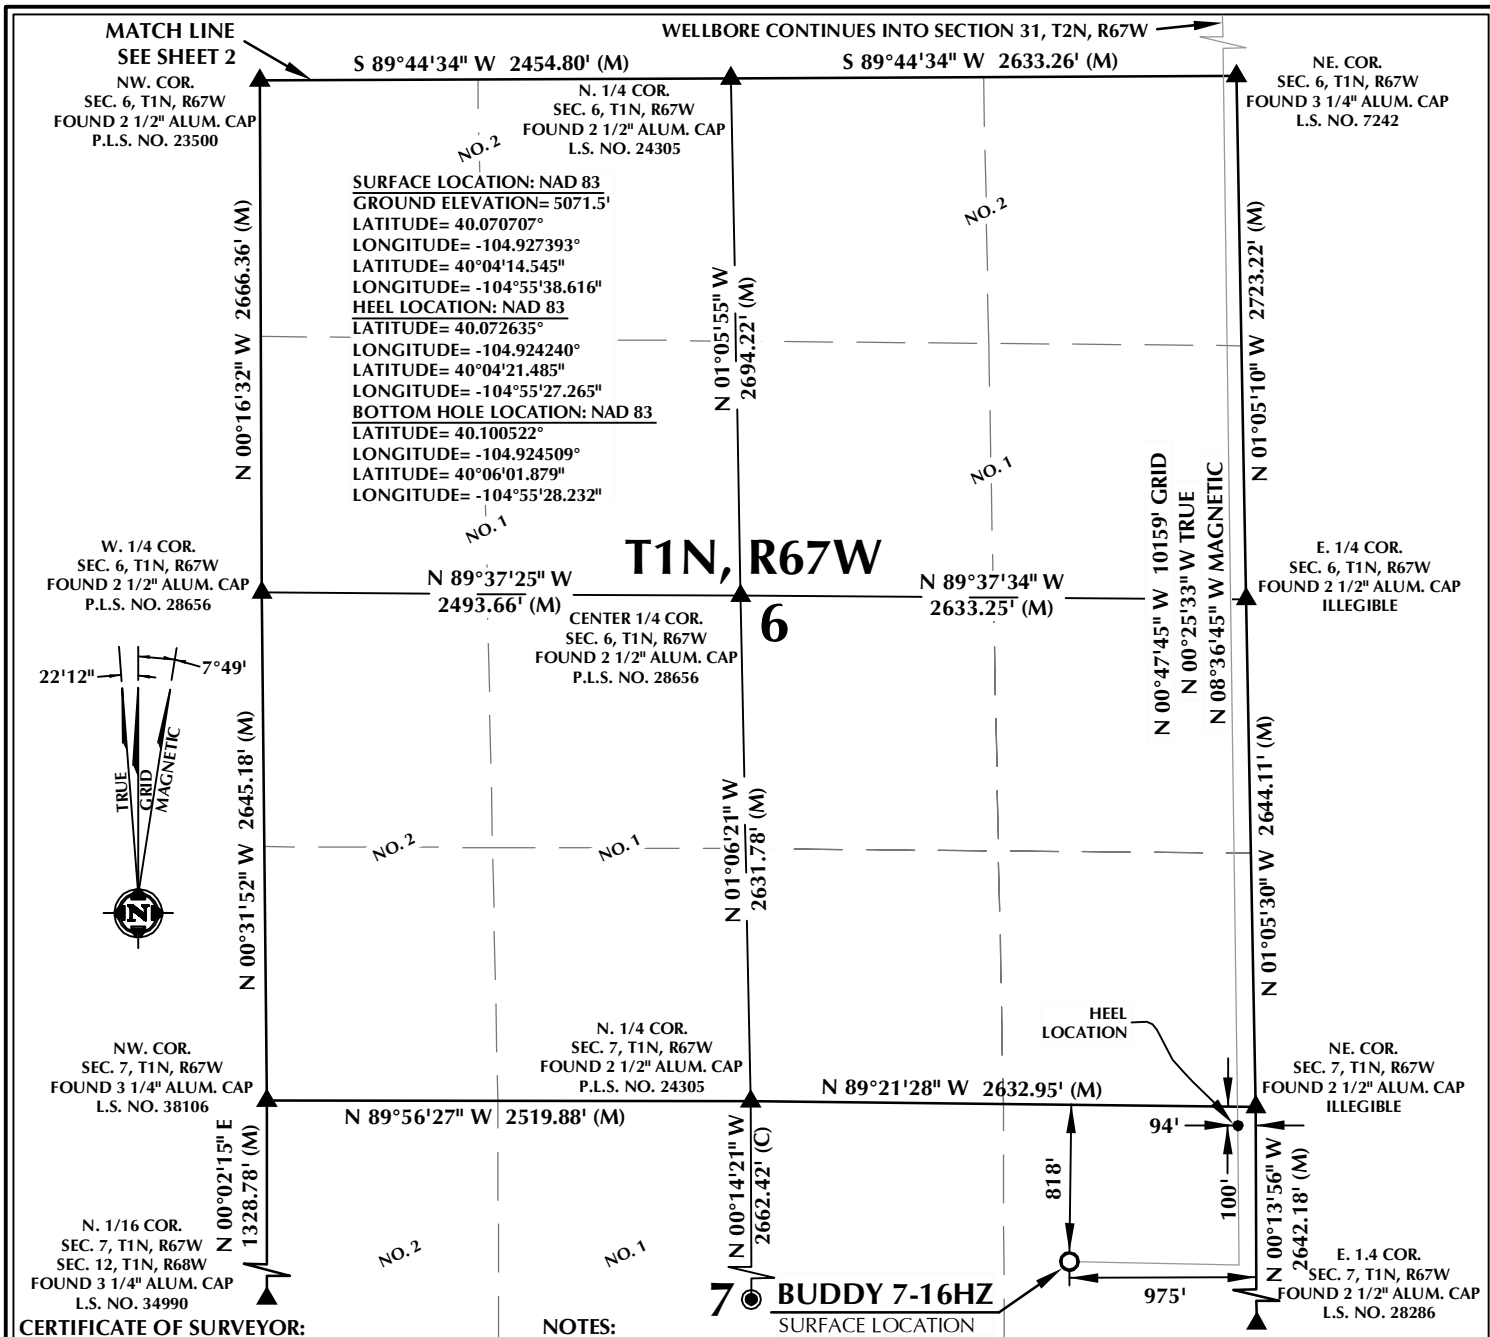 MATCH LINE
SEE SHEET 2
WELLBORE CONTINUES INTO SECTION 31, T2N, R67W
S 89°44'34" W 2454.80' (M)
S 89°44'34" W 2633.26' (M)
NW. COR.
SEC. 6, T1N, R67W
FOUND 2 1/2" ALUM. CAP
P.L.S. NO. 23500
N. 1/4 COR.
SEC. 6, T1N, R67W
FOUND 2 1/2" ALUM. CAP
L.S. NO. 24305
NE. COR.
SEC. 6, T1N, R67W
FOUND 3 1/4" ALUM. CAP
L.S. NO. 7242
NO. 2
NO. 2
SURFACE LOCATION: NAD 83
GROUND ELEVATION= 5071.5'
LATITUDE= 40.070707°
LONGITUDE= -104.927393°
LATITUDE= 40°04'14.545"
LONGITUDE= -104°55'38.616"
HEEL LOCATION: NAD 83
LATITUDE= 40.072635°
LONGITUDE= -104.924240°
LATITUDE= 40°04'21.485"
LONGITUDE= -104°55'27.265"
BOTTOM HOLE LOCATION: NAD 83
LATITUDE= 40.100522°
LONGITUDE= -104.924509°
LATITUDE= 40°06'01.879"
LONGITUDE= -104°55'28.232"
N 00°16'32" W 2666.36' (M)
N 01°05'55" W
2694.22' (M)
N 01°05'10" W 2723.22' (M)
NO. 1
NO. 1
N 00°47'45" W 10159' GRID
N 00°25'33" W TRUE
N 08°36'45" W MAGNETIC
T1N, R67W
6
W. 1/4 COR.
SEC. 6, T1N, R67W
FOUND 2 1/2" ALUM. CAP
P.L.S. NO. 28656
N 89°37'25" W
2493.66' (M)
N 89°37'34" W
2633.25' (M)
CENTER 1/4 COR.
SEC. 6, T1N, R67W
FOUND 2 1/2" ALUM. CAP
P.L.S. NO. 28656
E. 1/4 COR.
SEC. 6, T1N, R67W
FOUND 2 1/2" ALUM. CAP
ILLEGIBLE
22'12"
7°49'
TRUE
GRID
MAGNETIC
N
N 00°31'52" W 2645.18' (M)
N 01°06'21" W
2631.78' (M)
N 01°05'30" W 2644.11' (M)
NO. 2
NO. 1
HEEL
LOCATION
NW. COR.
SEC. 7, T1N, R67W
FOUND 3 1/4" ALUM. CAP
L.S. NO. 38106
N. 1/4 COR.
SEC. 7, T1N, R67W
FOUND 2 1/2" ALUM. CAP
P.L.S. NO. 24305
NE. COR.
SEC. 7, T1N, R67W
FOUND 2 1/2" ALUM. CAP
ILLEGIBLE
N 89°56'27" W 2519.88' (M)
N 89°21'28" W 2632.95' (M)
94'
100'
818'
975'
N 00°02'15" E
1328.78' (M)
N 00°14'21" W
2662.42' (C)
N 00°13'56" W
2642.18' (M)
N. 1/16 COR.
SEC. 7, T1N, R67W
SEC. 12, T1N, R68W
FOUND 3 1/4" ALUM. CAP
L.S. NO. 34990
NO. 2
NO. 1
E. 1.4 COR.
SEC. 7, T1N, R67W
FOUND 2 1/2" ALUM. CAP
L.S. NO. 28286
7
BUDDY 7-16HZ
SURFACE LOCATION
CERTIFICATE OF SURVEYOR:
NOTES: